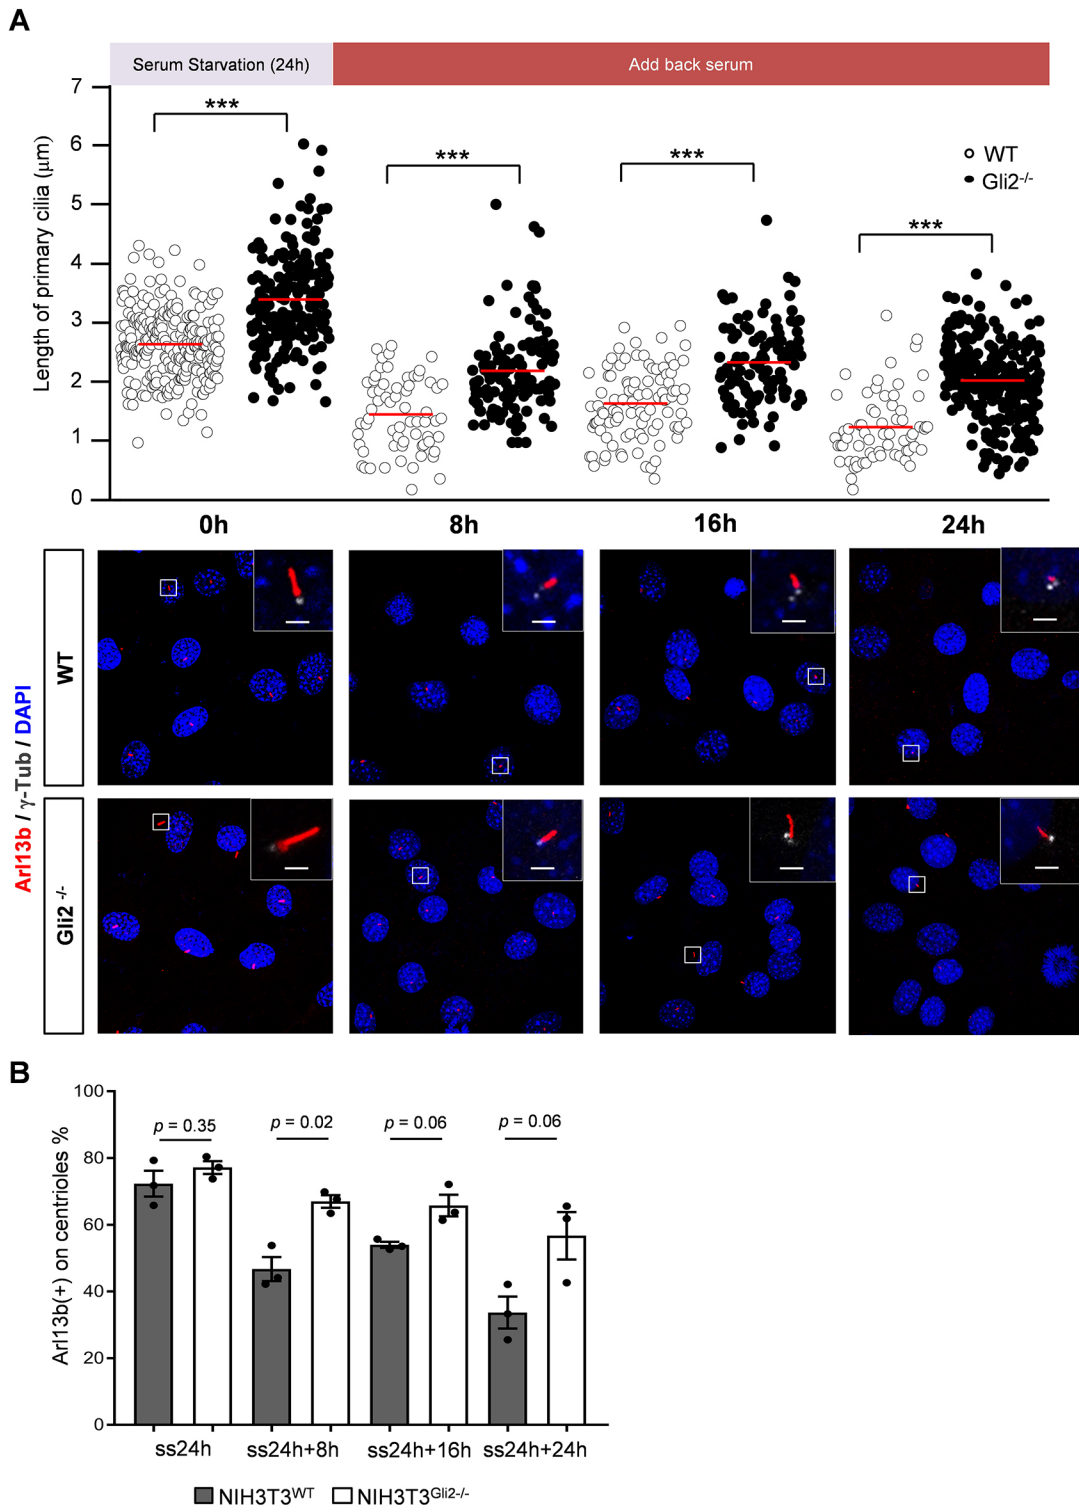 A
Serum Starvation (24h) Add back serum
Length of primary cilia (μm)
7
6
5
4
3
2
1
0
***
***
***
***
WT
Gli2-/-
0h 8h 16h 24h
WT
Gli2 -/-
Arl13b / γ-Tub / DAPI
B
Arl13b(+) on centrioles %
100
80
60
40
20
0
p = 0.35 p = 0.02 p = 0.06 p = 0.06
ss24h ss24h+8h ss24h+16h ss24h+24h
NIH3T3WT NIH3T3Gli2-/-